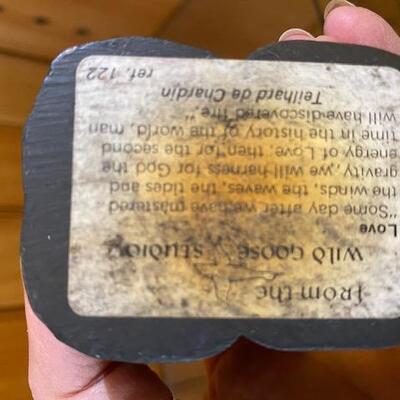 from the
wild goose studio
Love
"Some day after we have mastered
the winds, the waves, the tides and
gravity, we will harness for the God
energy of Love; then for the second
time in the history of the world, man
will have discovered fire."
Teilhard de Chardin
ref. 122